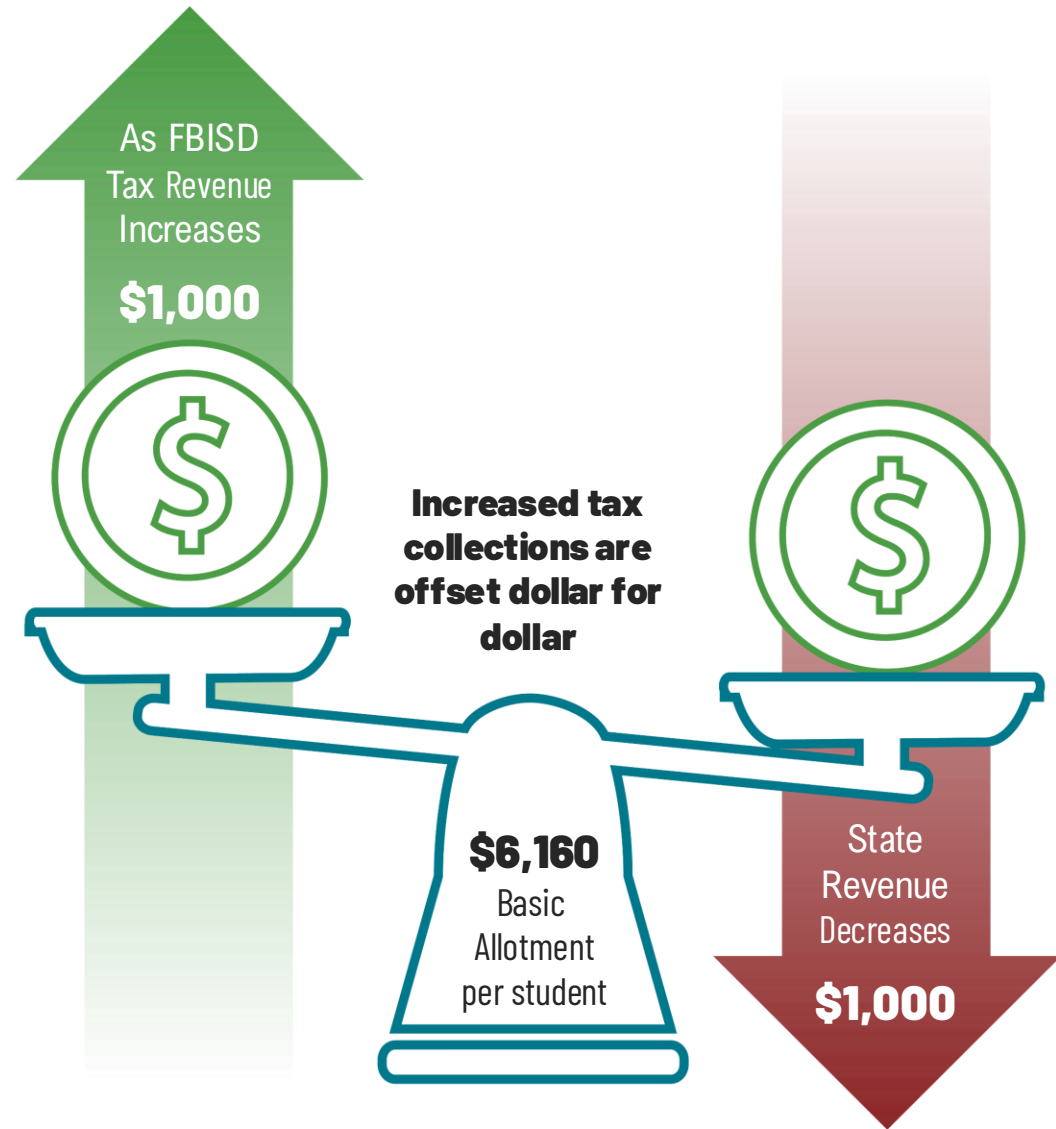 As FBISD
Tax Revenue
Increases
$1,000
Increased tax
collections are
offset dollar for
dollar
$6,160
Basic
Allotment
per student
State
Revenue
Decreases
$1,000